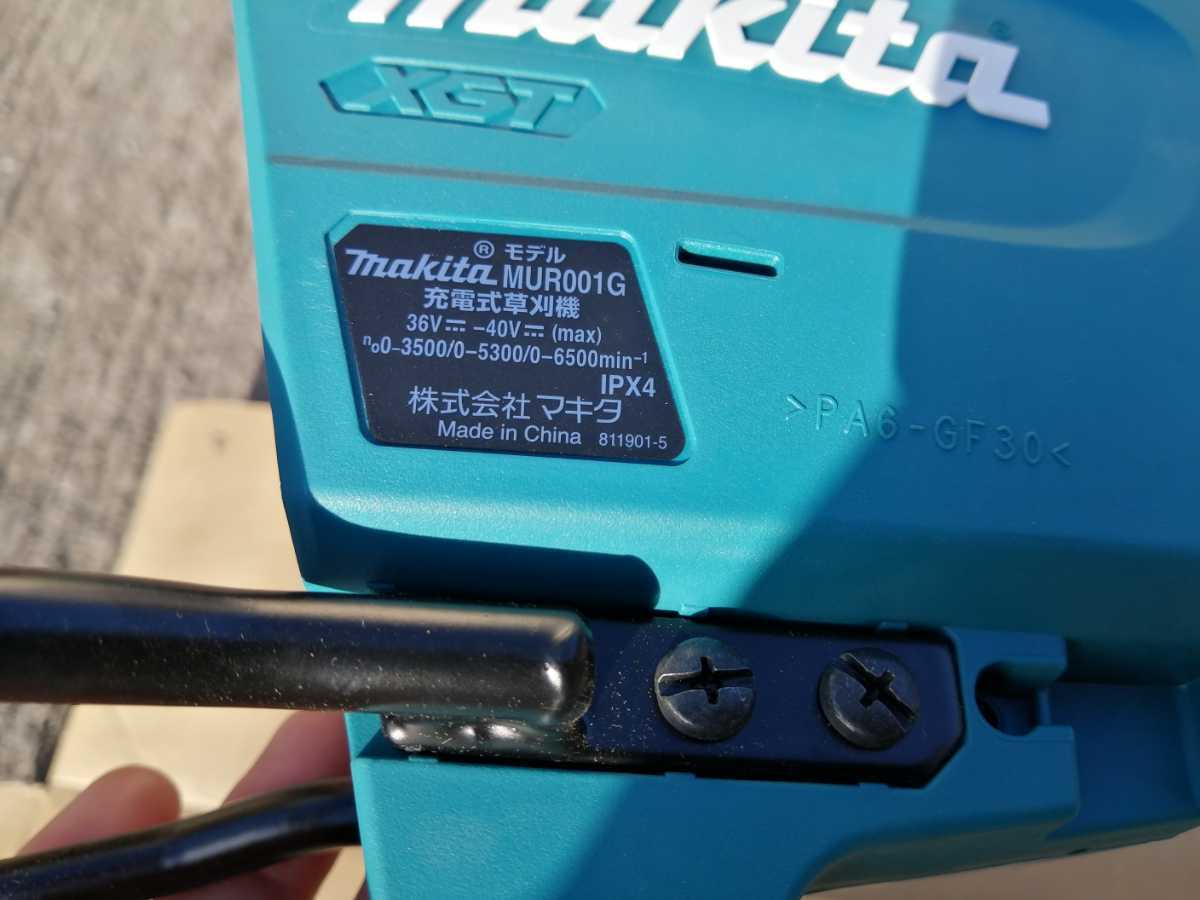 makita®
XGT
makita® モデル MUR001G
充電式草刈機
36V⎓ -40V⎓ (max)
n₀0-3500/0-5300/0-6500min⁻¹
IPX4
株式会社 マキタ
Made in China 811901-5
>PA6-GF30<